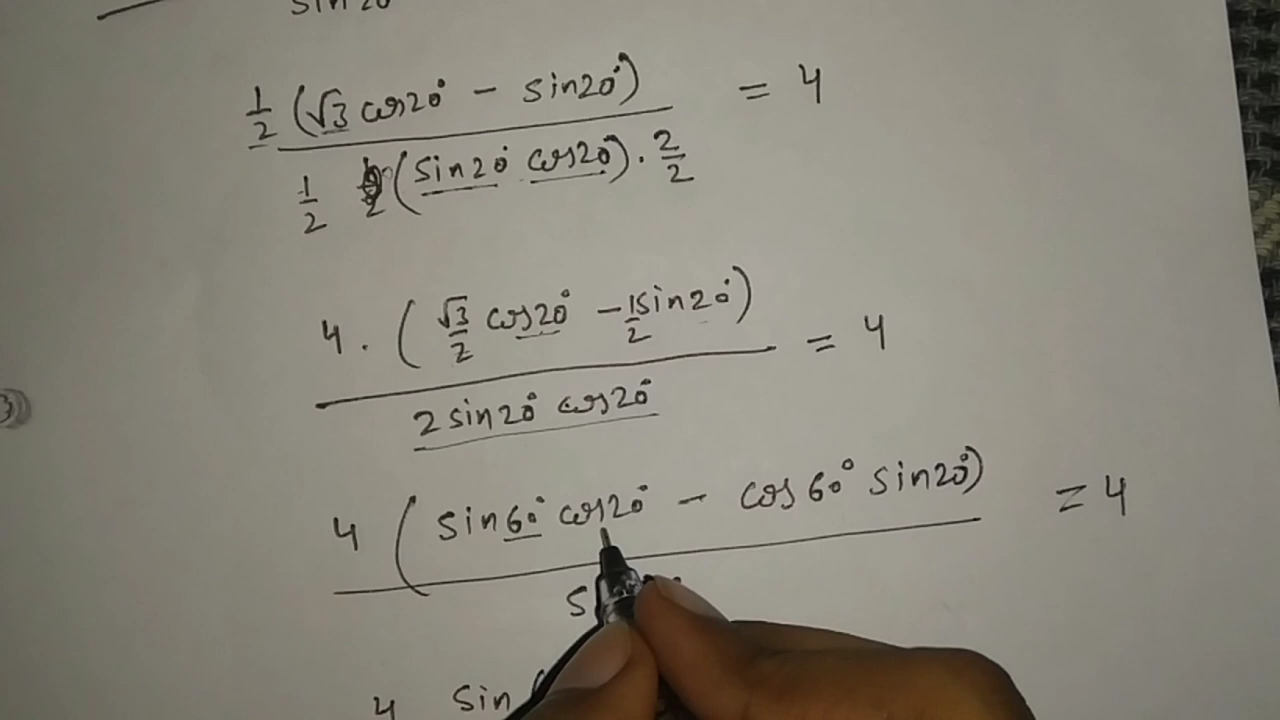 sin20
1/2 (√3 cos20° - sin20°) = 4
1/2 (sin20° cos20°) . 2/2
4 . (√3/2 cos20° - 1/2 sin20°) = 4
2 sin20° cos20°
4 (sin60° cos20° - cos60° sin20°) = 4
4 sin